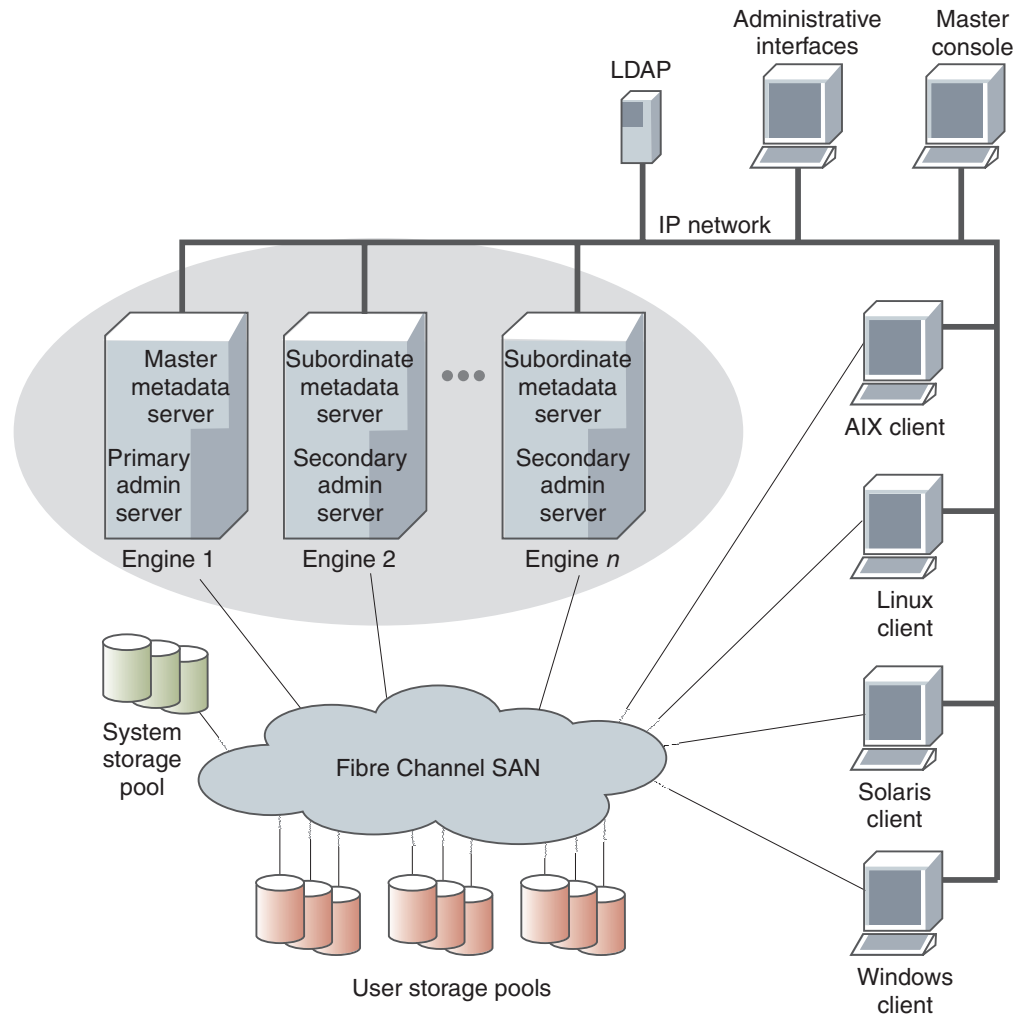 Administrative
interfaces
Master
console
LDAP
IP network
Master
metadata
server
Primary
admin
server
Engine 1
Subordinate
metadata
server
Secondary
admin
server
Engine 2
Subordinate
metadata
server
Secondary
admin
server
Engine n
AIX client
Linux
client
Solaris
client
Windows
client
System
storage
pool
Fibre Channel SAN
User storage pools